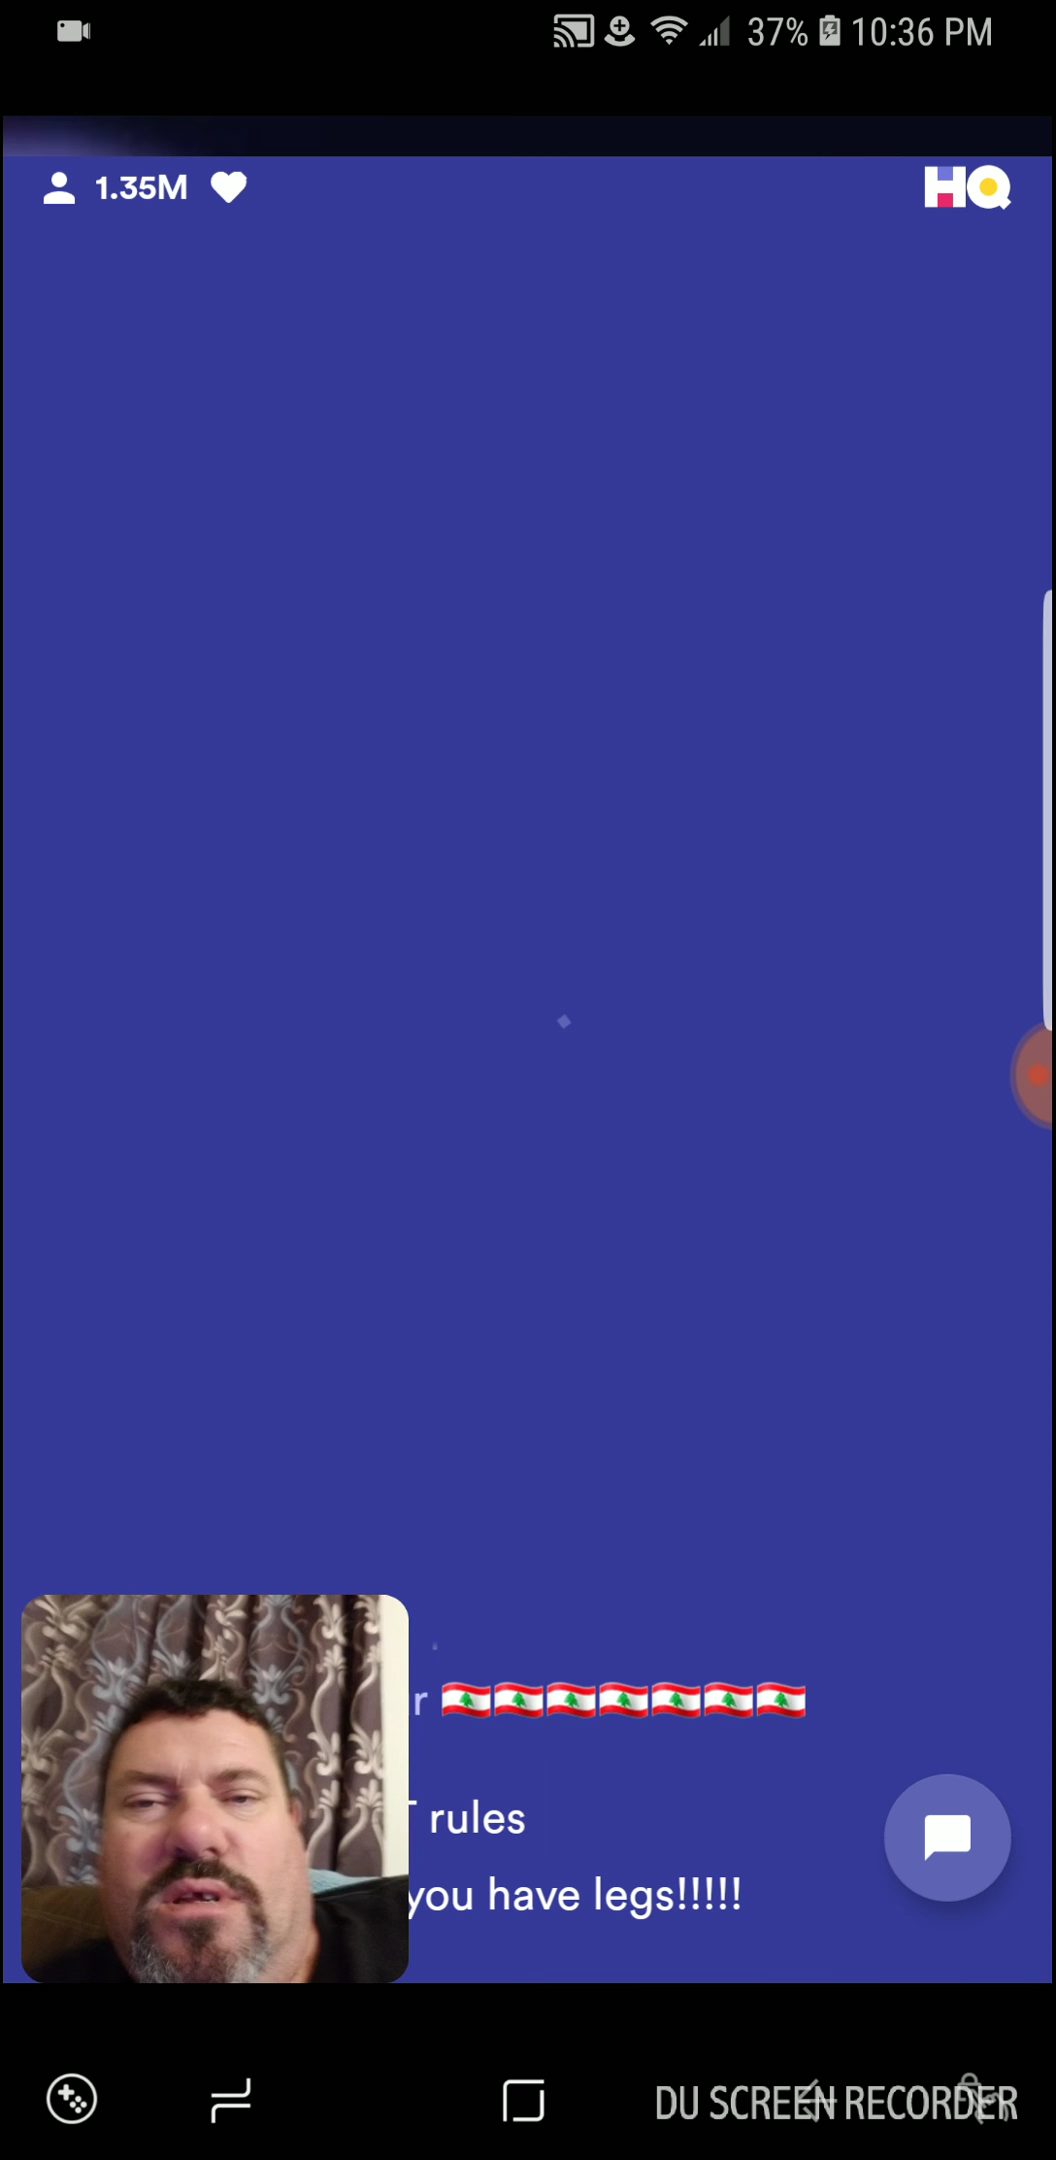 37% 10:36 PM
1.35M HQ
r 🇱🇧🇱🇧🇱🇧🇱🇧🇱🇧🇱🇧🇱🇧
rules
you have legs!!!!!
DU SCREEN RECORDER